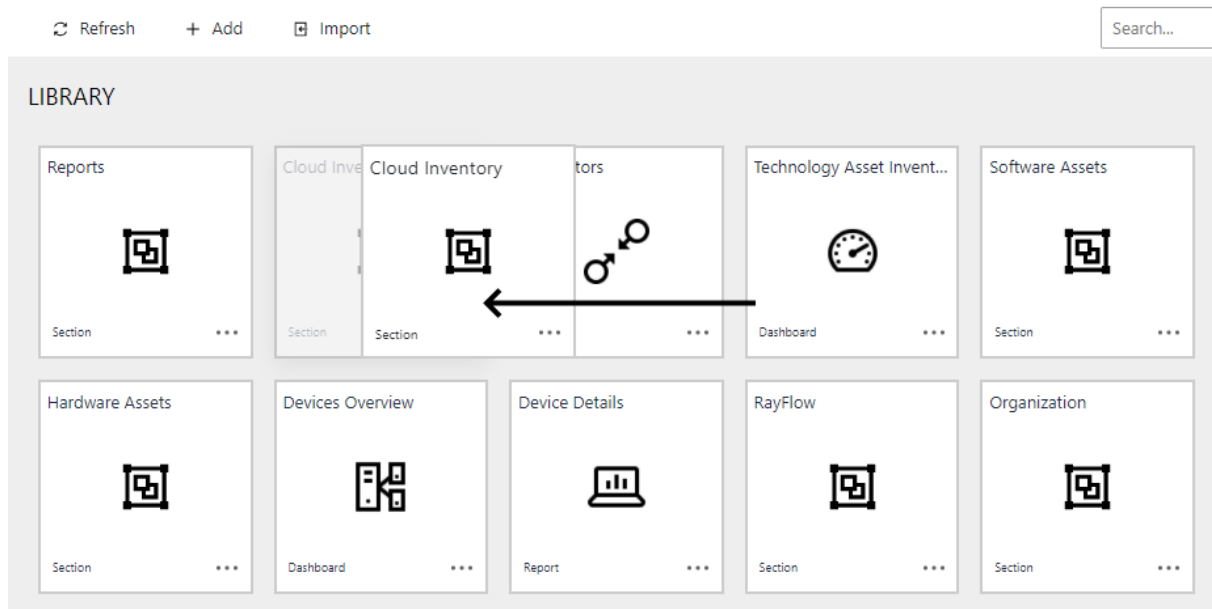 Refresh
Add
Import
Search...
LIBRARY
Reports
Cloud Inve
Cloud Inventory
tors
Technology Asset Invent...
Software Assets
Section
Section
Section
Dashboard
Section
Hardware Assets
Devices Overview
Device Details
RayFlow
Organization
Section
Dashboard
Report
Section
Section